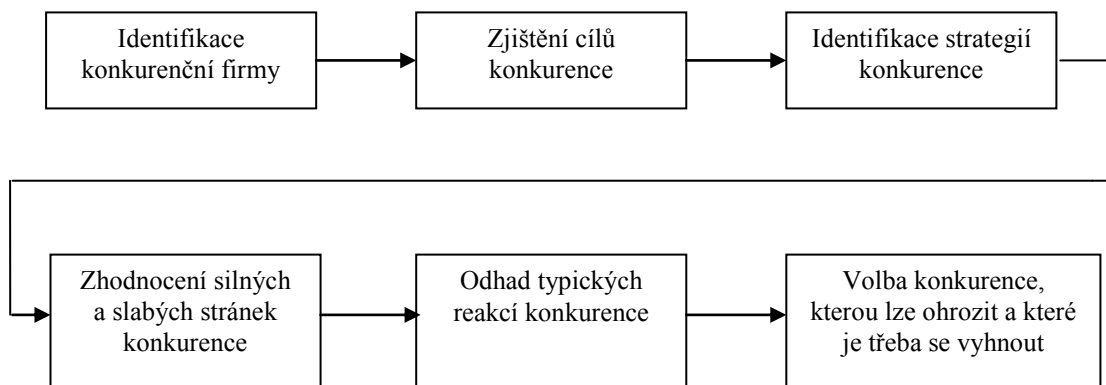 Identifikace
konkurenční firmy
Zjištění cílů
konkurence
Identifikace strategií
konkurence
Zhodnocení silných
a slabých stránek
konkurence
Odhad typických
reakcí konkurence
Volba konkurence,
kterou lze ohrozit a které
je třeba se vyhnout